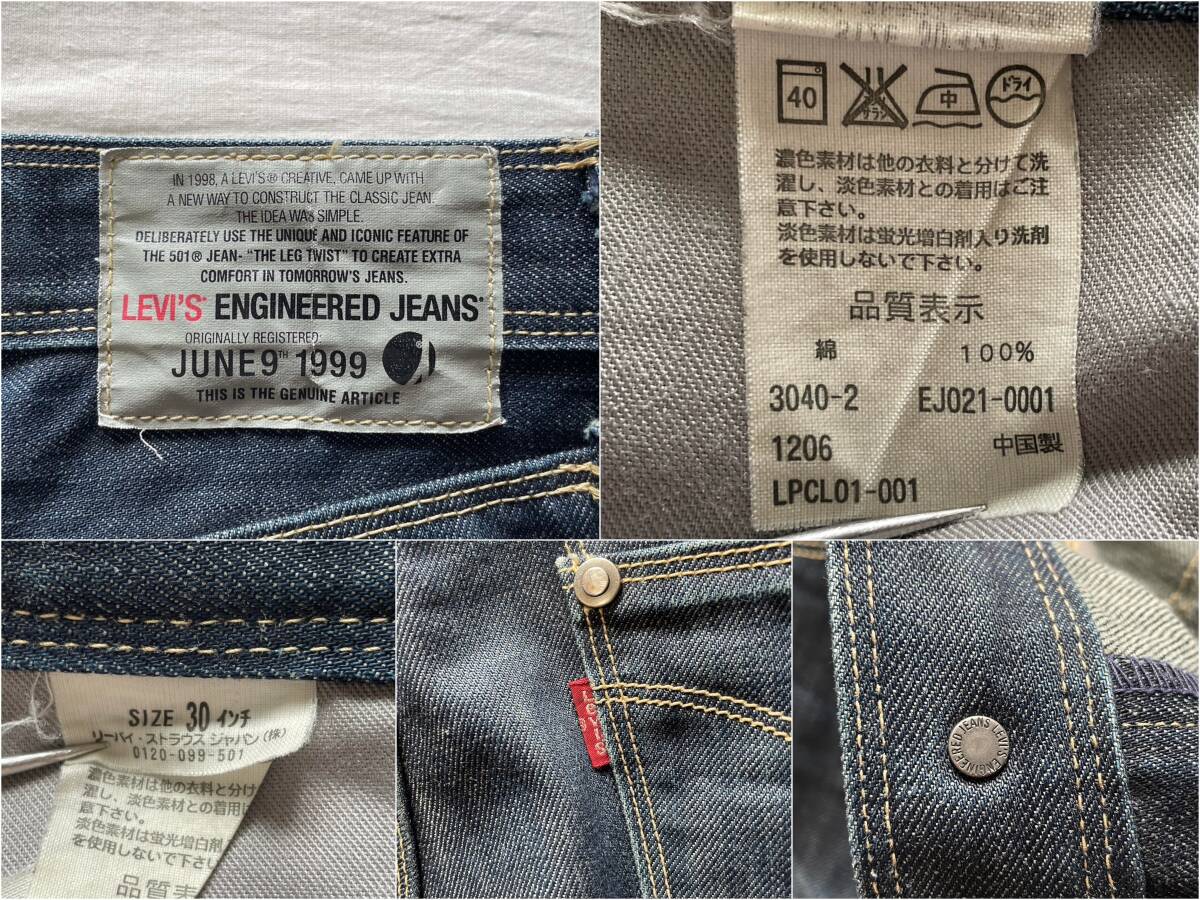 IN 1998, A LEVI'S® CREATIVE, CAME UP WITH
A NEW WAY TO CONSTRUCT THE CLASSIC JEAN.
THE IDEA WAS SIMPLE.
DELIBERATELY USE THE UNIQUE AND ICONIC FEATURE OF
THE 501® JEAN- "THE LEG TWIST" TO CREATE EXTRA
COMFORT IN TOMORROW'S JEANS.
LEVI'S® ENGINEERED JEANS®
ORIGINALLY REGISTERED:
JUNE 9TH 1999
THIS IS THE GENUINE ARTICLE
40
エンソ サラシ
中
ドライ
濃色素材は他の衣料と分けて洗
濯し、淡色素材との着用はご注
意下さい。
淡色素材は蛍光増白剤入り洗剤
を使用しないで下さい。
品質表示
綿 100%
3040-2 EJ021-0001
1206 中国製
LPCL01-001
SIZE 30 インチ
リーバイ・ストラウス ジャパン(株)
0120-099-501
濃色素材は他の衣料と分け
濯し、淡色素材との着用
意下さい。
淡色素材は蛍光増白剤
を使用しないで下さい
品質表示
Levi's
®
LEVI'S ENGINEERED JEANS